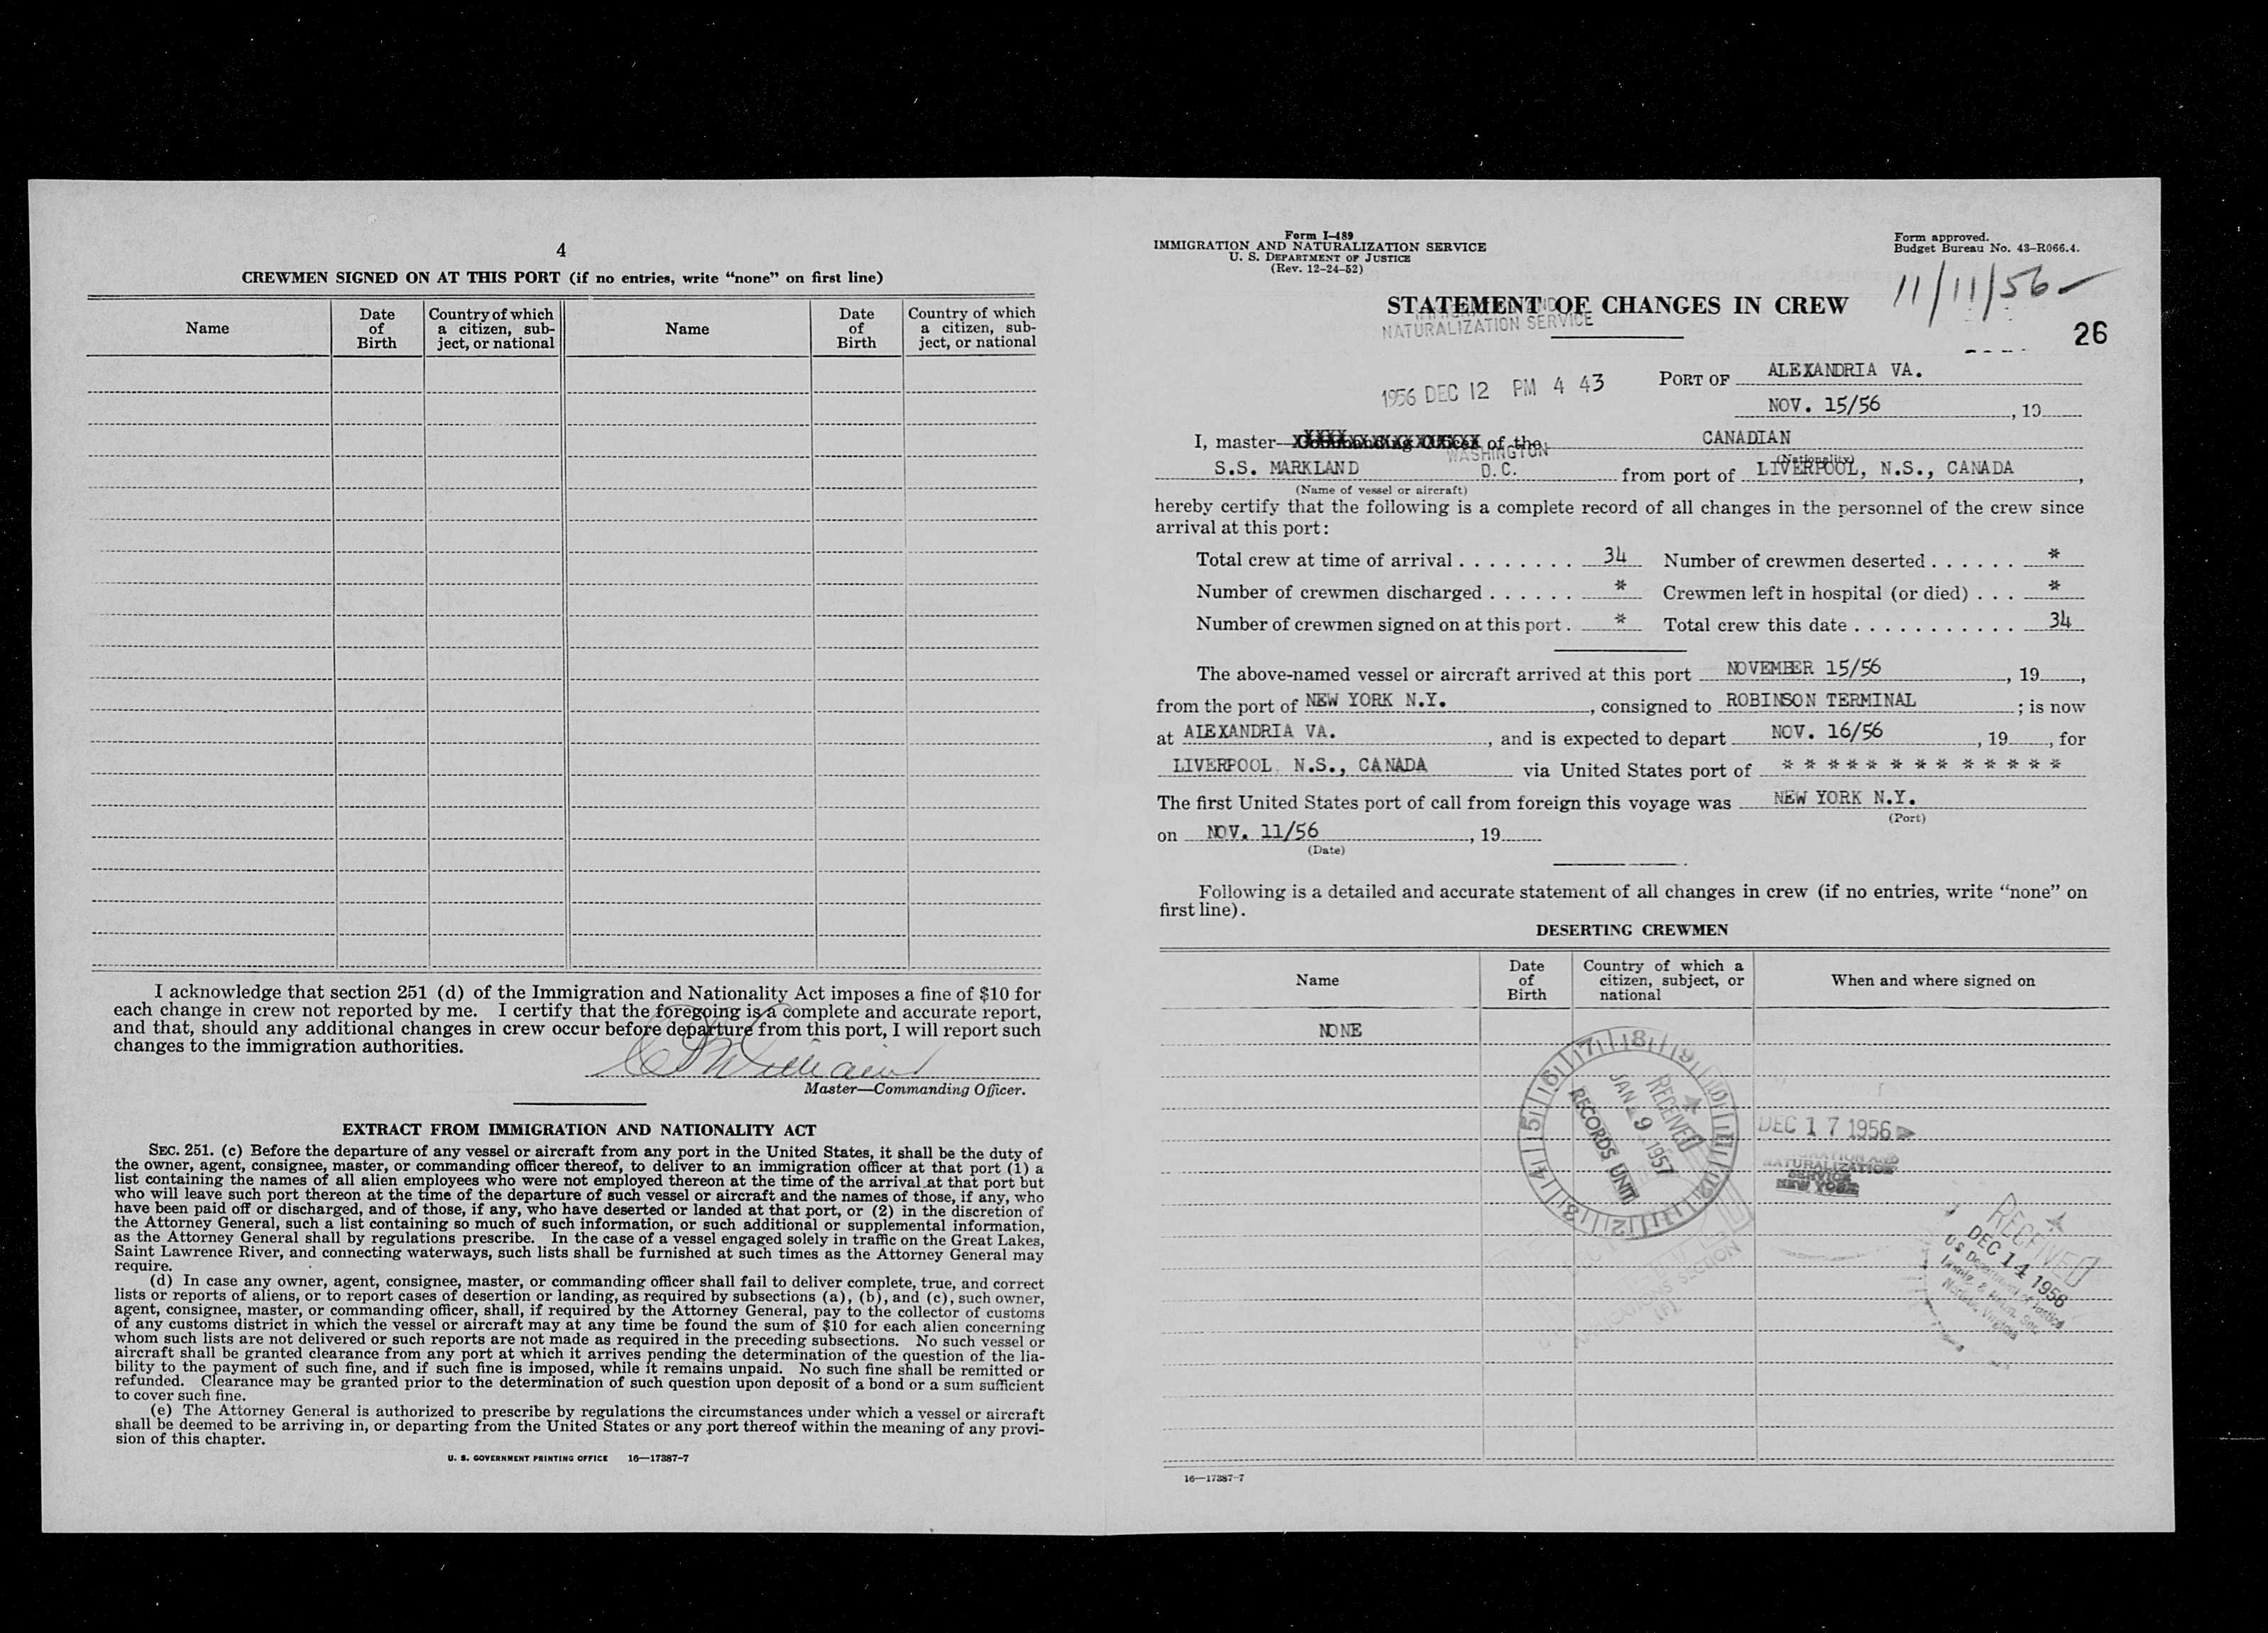 4
CREWMEN SIGNED ON AT THIS PORT (if no entries, write “none” on first line)
Name
Date of Birth
Country of which a citizen, sub-ject, or national
Name
Date of Birth
Country of which a citizen, sub-ject, or national
I acknowledge that section 251 (d) of the Immigration and Nationality Act imposes a fine of $10 for
each change in crew not reported by me. I certify that the foregoing is a complete and accurate report,
and that, should any additional changes in crew occur before departure from this port, I will report such
changes to the immigration authorities.
Master—Commanding Officer.
EXTRACT FROM IMMIGRATION AND NATIONALITY ACT
SEC. 251. (c) Before the departure of any vessel or aircraft from any port in the United States, it shall be the duty of
the owner, agent, consignee, master, or commanding officer thereof, to deliver to an immigration officer at that port (1) a
list containing the names of all alien employees who were not employed thereon at the time of the arrival at that port but
who will leave such port thereon at the time of the departure of such vessel or aircraft and the names of those, if any, who
have been paid off or discharged, and of those, if any, who have deserted or landed at that port, or (2) in the discretion of
the Attorney General, such a list containing so much of such information, or such additional or supplemental information,
as the Attorney General shall by regulations prescribe. In the case of a vessel engaged solely in traffic on the Great Lakes,
Saint Lawrence River, and connecting waterways, such lists shall be furnished at such times as the Attorney General may
require.
(d) In case any owner, agent, consignee, master, or commanding officer shall fail to deliver complete, true, and correct
lists or reports of aliens, or to report cases of desertion or landing, as required by subsections (a), (b), and (c), such owner,
agent, consignee, master, or commanding officer, shall, if required by the Attorney General, pay to the collector of customs
of any customs district in which the vessel or aircraft may at any time be found the sum of $10 for each alien concerning
whom such lists are not delivered or such reports are not made as required in the preceding subsections. No such vessel or
aircraft shall be granted clearance from any port at which it arrives pending the determination of the question of the lia-
bility to the payment of such fine, and if such fine is imposed, while it remains unpaid. No such fine shall be remitted or
refunded. Clearance may be granted prior to the determination of such question upon deposit of a bond or a sum sufficient
to cover such fine.
(e) The Attorney General is authorized to prescribe by regulations the circumstances under which a vessel or aircraft
shall be deemed to be arriving in, or departing from the United States or any port thereof within the meaning of any provi-
sion of this chapter.
U. S. GOVERNMENT PRINTING OFFICE 16—17387-7
Form I-489
IMMIGRATION AND NATURALIZATION SERVICE
U. S. DEPARTMENT OF JUSTICE
(Rev. 12-24-52)
Form approved.
Budget Bureau No. 43-R066.4.
11/11/56
STATEMENT OF CHANGES IN CREW
NATURALIZATION SERVICE
26
1956 DEC 12 PM 4 43
PORT OF ALEXANDRIA VA.
NOV. 15/56, 19
I, master— Commanding Officer of the CANADIAN
WASHINGTON
(Nationality)
S.S. MARKLAND D.C. from port of LIVERPOOL, N.S., CANADA,
(Name of vessel or aircraft)
hereby certify that the following is a complete record of all changes in the personnel of the crew since
arrival at this port:
Total crew at time of arrival ........ 34 Number of crewmen deserted ...... *
Number of crewmen discharged ...... * Crewmen left in hospital (or died) ... *
Number of crewmen signed on at this port. * Total crew this date ........... 34
The above-named vessel or aircraft arrived at this port NOVEMBER 15/56, 19,
from the port of NEW YORK N.Y., consigned to ROBINSON TERMINAL; is now
at ALEXANDRIA VA., and is expected to depart NOV. 16/56, 19, for
LIVERPOOL N.S., CANADA via United States port of * * * * * * * * * * * * *
The first United States port of call from foreign this voyage was NEW YORK N.Y.
(Port)
on NOV. 11/56, 19
(Date)
Following is a detailed and accurate statement of all changes in crew (if no entries, write “none” on
first line).
DESERTING CREWMEN
Name
Date of Birth
Country of which a citizen, subject, or national
When and where signed on
NONE
RECEIVED
JAN 9 1957
RECORDS UNIT
DEC 17 1956
NATURALIZATION
SERVICE
NEW YORK
RECEIVED
DEC 14 1956
US Department of Justice
Norfolk, Virginia
16—17387-7